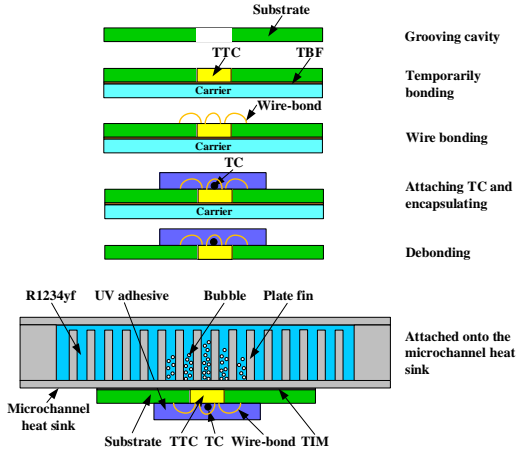 Substrate
Grooving cavity
TTC
TBF
Carrier
Temporarily
bonding
Wire-bond
Carrier
Wire bonding
TC
Carrier
Attaching TC and
encapsulating
Debonding
R1234yf
UV adhesive
Bubble
Plate fin
Attached onto the
microchannel heat
sink
Microchannel
heat sink
Substrate
TTC
TC
Wire-bond
TIM